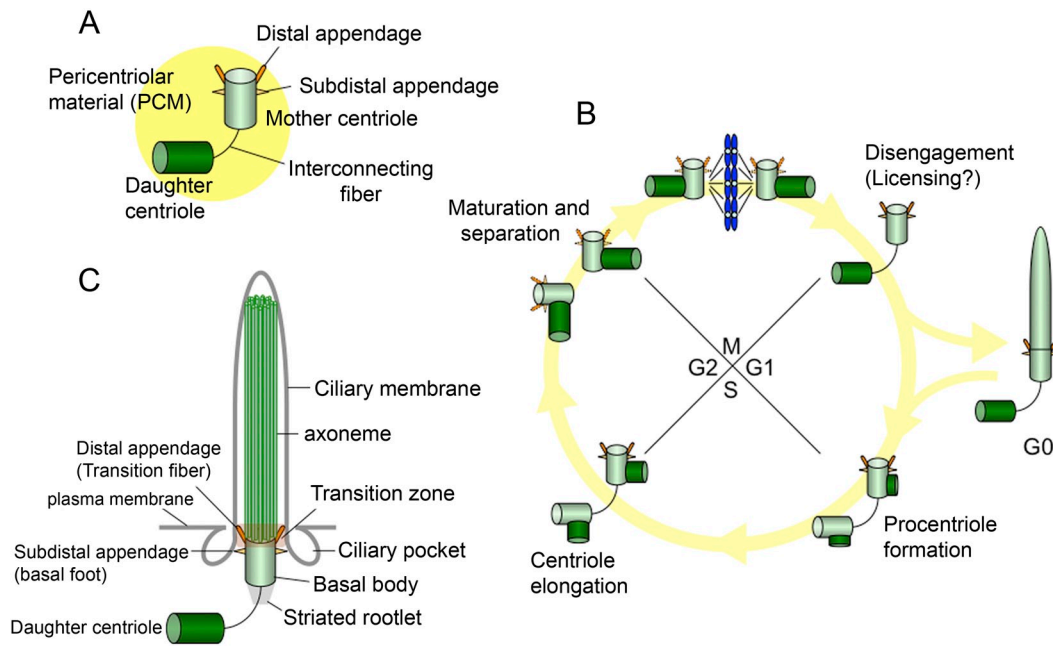 A
Distal appendage
Pericentriolar
material (PCM)
Subdistal appendage
Mother centriole
Interconnecting
fiber
Daughter
centriole
B
Disengagement
(Licensing?)
Maturation and
separation
M
G2
G1
S
G0
Procentriole
formation
Centriole
elongation
C
Ciliary membrane
axoneme
Distal appendage
(Transition fiber)
plasma membrane
Transition zone
Subdistal appendage
(basal foot)
Ciliary pocket
Basal body
Striated rootlet
Daughter centriole